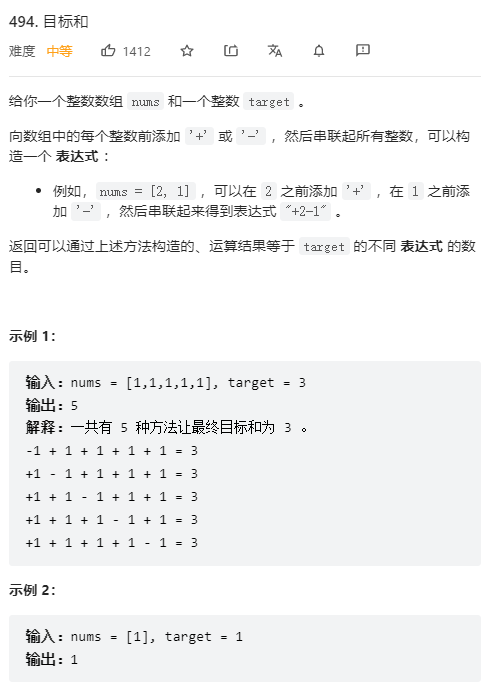 494. 目标和
难度 中等 1412
给你一个整数数组 nums 和一个整数 target 。
向数组中的每个整数前添加 '+' 或 '-' ，然后串联起所有整数，可以构
造一个 表达式 ：
例如，nums = [2, 1] ，可以在 2 之前添加 '+' ，在 1 之前添
加 '-' ，然后串联起来得到表达式 "+2-1" 。
返回可以通过上述方法构造的、运算结果等于 target 的不同 表达式 的数
目。
示例 1：
输入：nums = [1,1,1,1,1], target = 3
输出：5
解释：一共有 5 种方法让最终目标和为 3 。
-1 + 1 + 1 + 1 + 1 = 3
+1 - 1 + 1 + 1 + 1 = 3
+1 + 1 - 1 + 1 + 1 = 3
+1 + 1 + 1 - 1 + 1 = 3
+1 + 1 + 1 + 1 - 1 = 3
示例 2：
输入：nums = [1], target = 1
输出：1